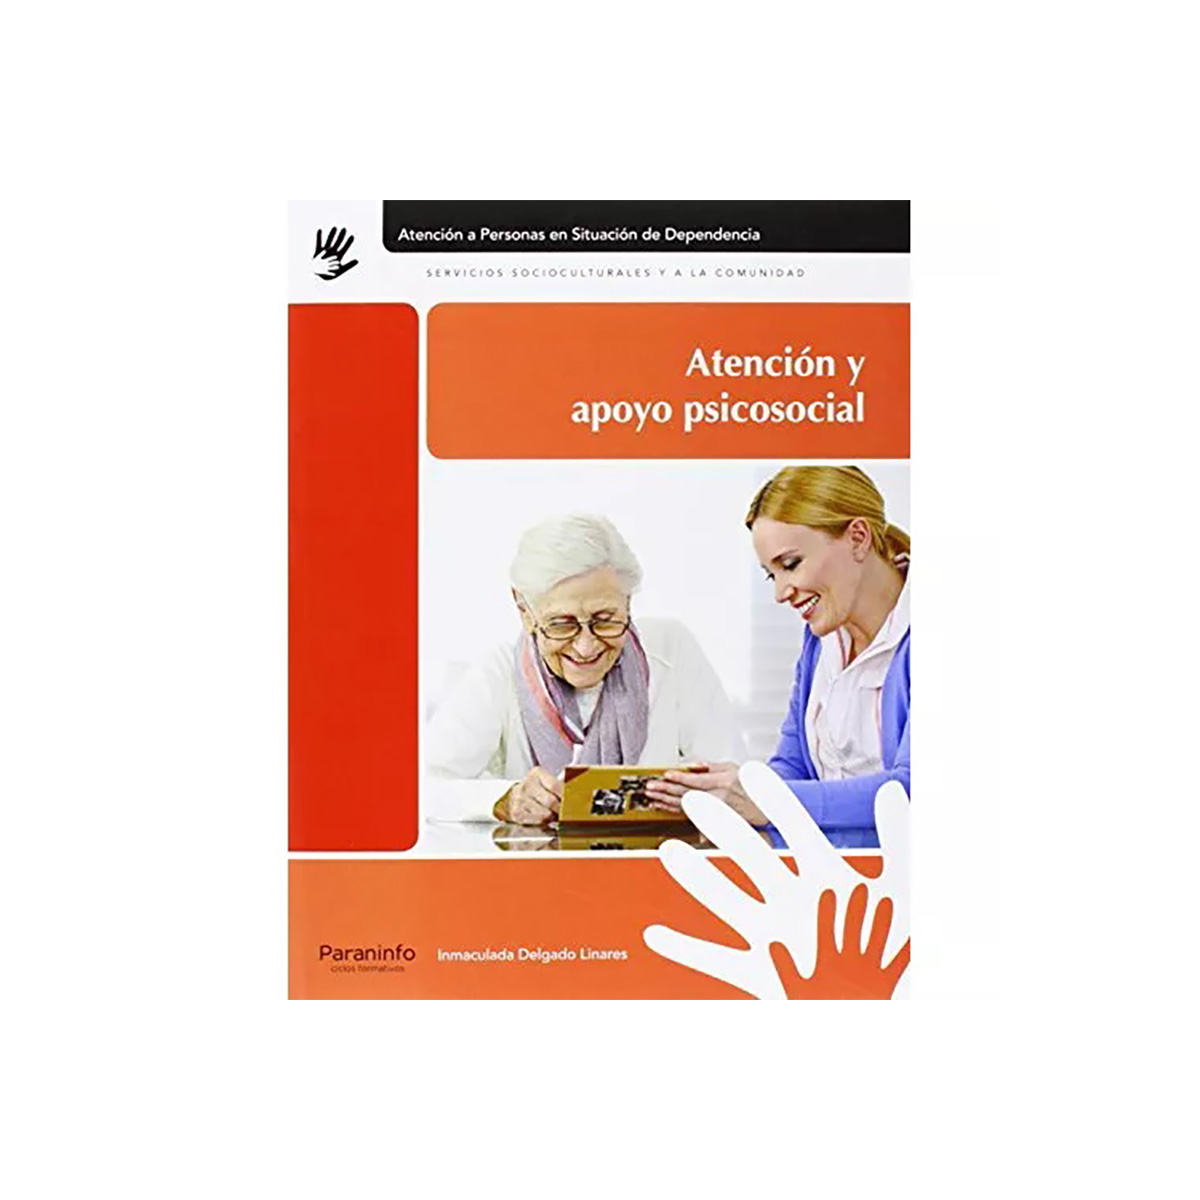 Atención a Personas en Situación de Dependencia
SERVICIOS SOCIOCULTURALES Y A LA COMUNIDAD
Atención y
apoyo psicosocial
Paraninfo
ciclos formativos
Inmaculada Delgado Linares